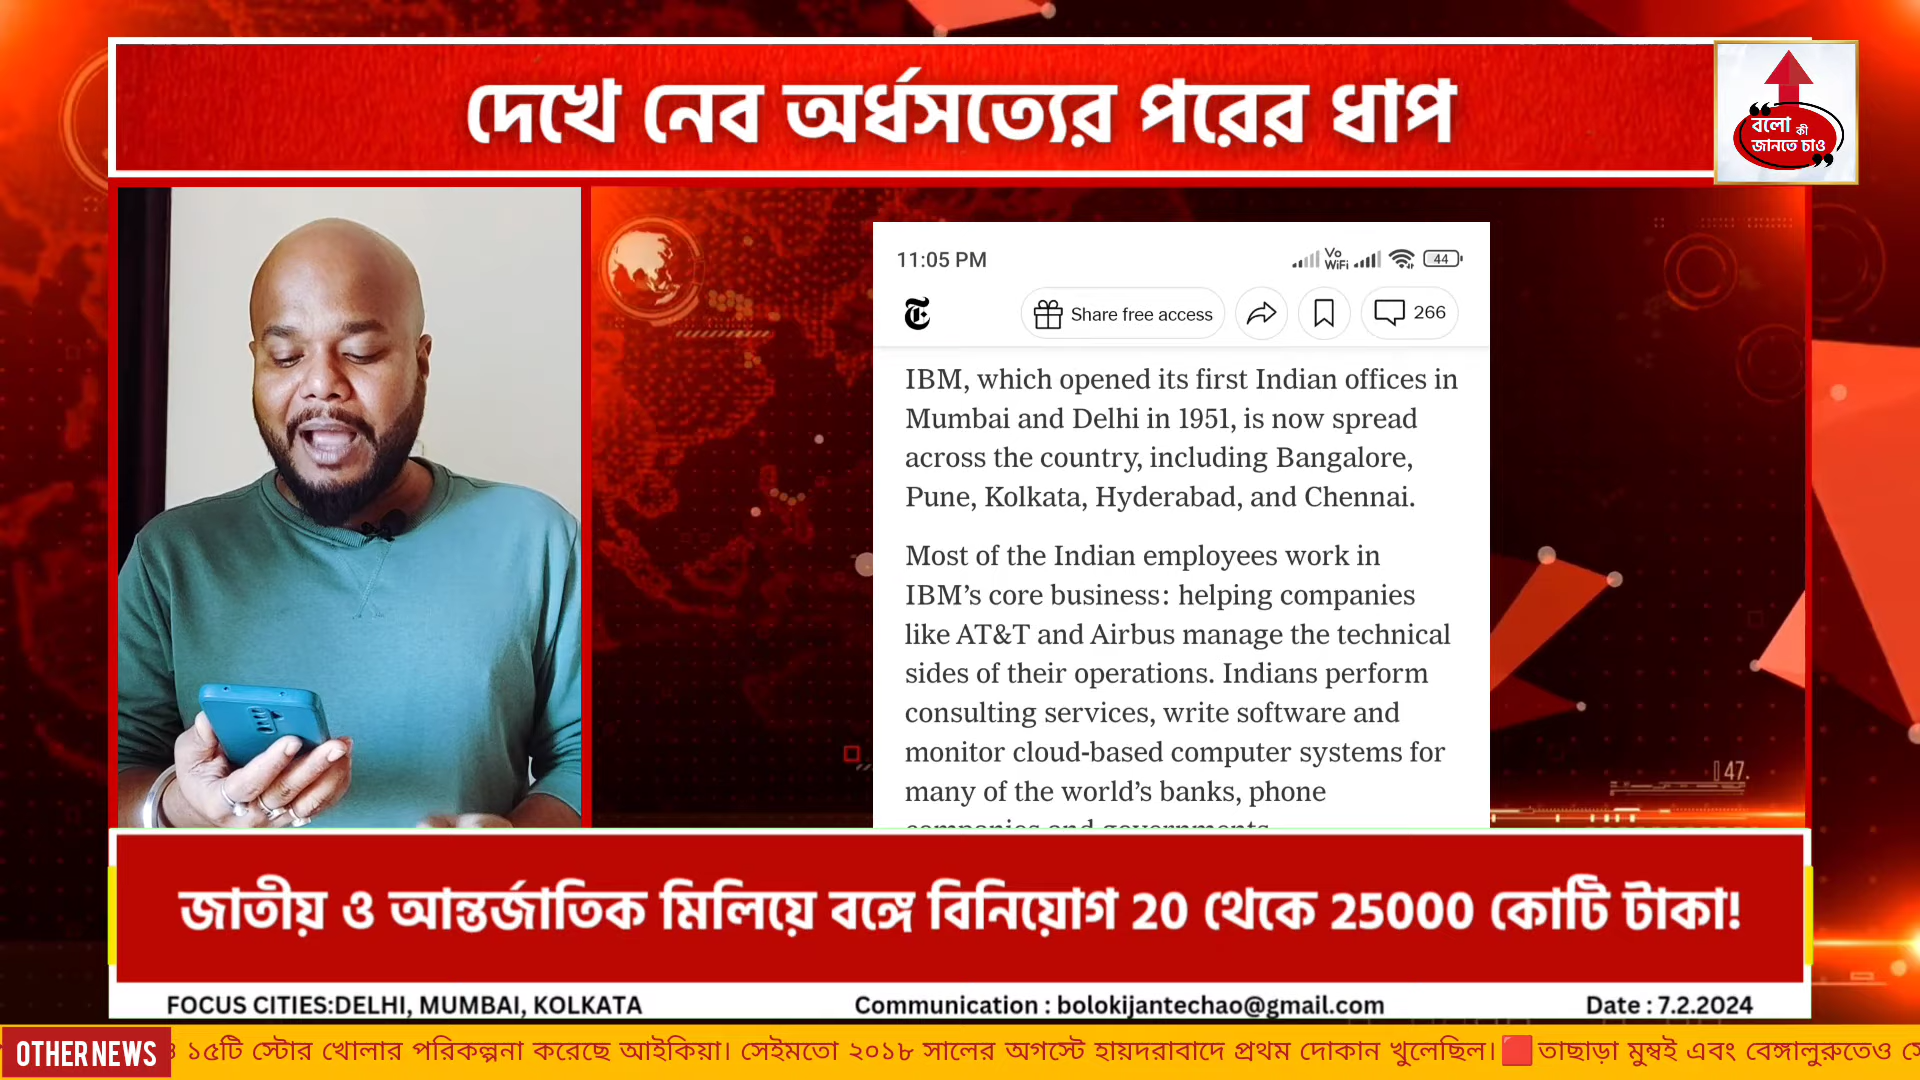 দেখে নেব অর্ধসত্যের পরের ধাপ
বলো কী
জানতে চাও
11:05 PM
Vo
WiFi
44
Share free access
266
IBM, which opened its first Indian offices in
Mumbai and Delhi in 1951, is now spread
across the country, including Bangalore,
Pune, Kolkata, Hyderabad, and Chennai.
Most of the Indian employees work in
IBM’s core business: helping companies
like AT&T and Airbus manage the technical
sides of their operations. Indians perform
consulting services, write software and
monitor cloud-based computer systems for
many of the world’s banks, phone
companies and governments.
47.
জাতীয় ও আন্তর্জাতিক মিলিয়ে বঙ্গে বিনিয়োগ 20 থেকে 25000 কোটি টাকা!
FOCUS CITIES:DELHI, MUMBAI, KOLKATA
Communication : bolokijantechao@gmail.com
Date : 7.2.2024
OTHER NEWS
১৫টি স্টোর খোলার পরিকল্পনা করেছে আইকিয়া। সেইমতো ২০১৮ সালের অগস্টে হায়দরাবাদে প্রথম দোকান খুলেছিল। তাছাড়া মুম্বই এবং বেঙ্গালুরুতেও